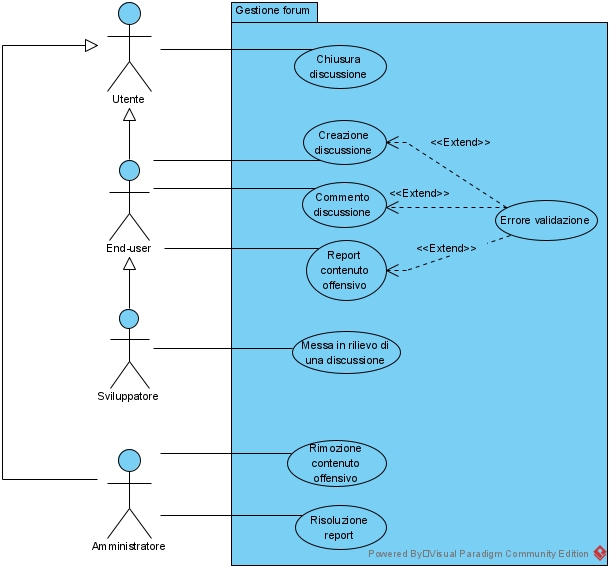 Gestione forum
Chiusura
discussione
Utente
Creazione
discussione
<<Extend>>
Commento
discussione
<<Extend>>
Errore validazione
End-user
Report
contenuto
offensivo
<<Extend>>
Messa in rilievo di
una discussione
Sviluppatore
Rimozione
contenuto
offensivo
Risoluzione
report
Amministratore
Powered By Visual Paradigm Community Edition